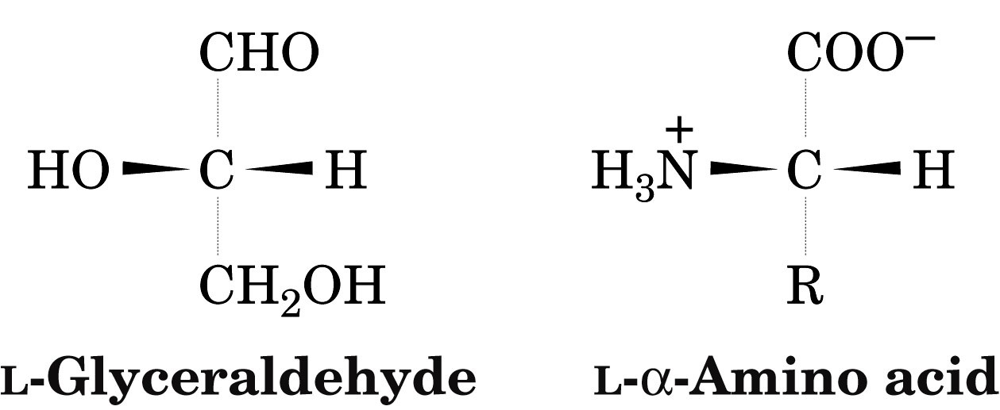 CHO COO⁻
HO C H H₃N⁺ C H
CH₂OH R
L-Glyceraldehyde L-α-Amino acid